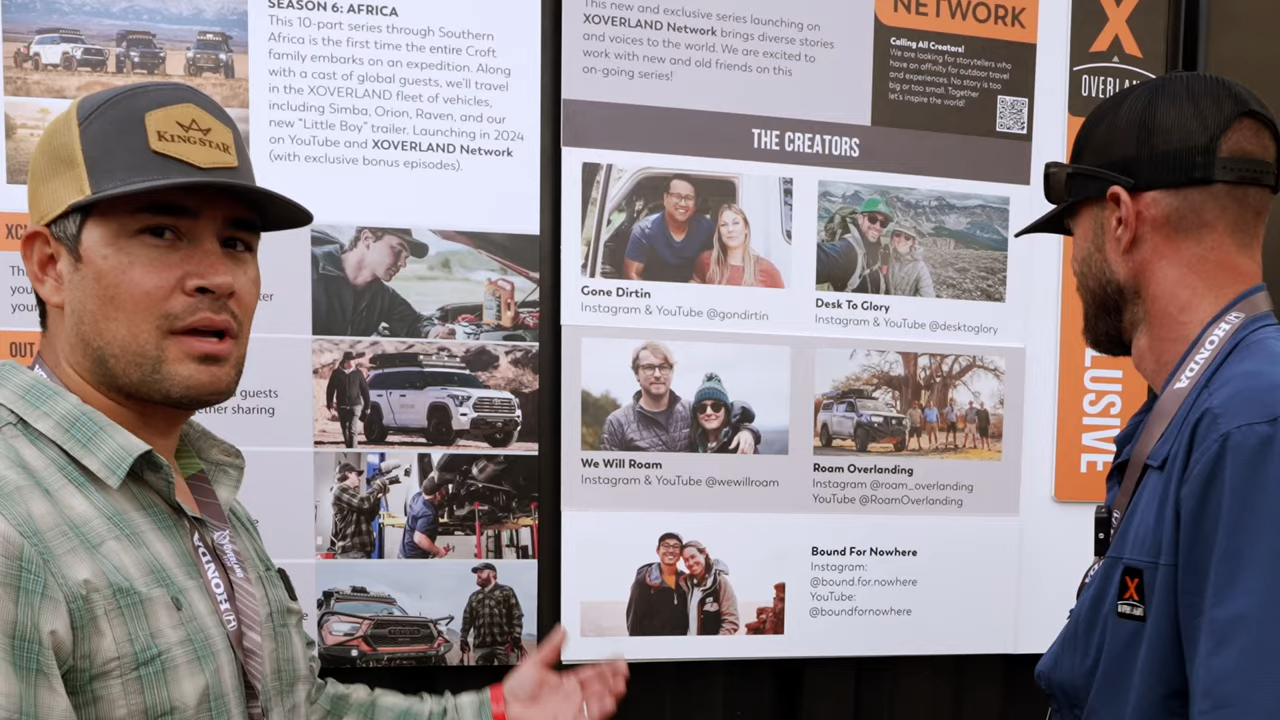 SEASON 6: AFRICA
This 10-part series through Southern
Africa is the first time the entire Croft
family embarks on an expedition. Along
with a cast of global guests, we'll travel
in the XOVERLAND fleet of vehicles,
including Simba, Orion, Raven, and our
new "Little Boy" trailer. Launching in 2024
on YouTube and XOVERLAND Network
(with exclusive bonus episodes).
This new and exclusive series launching on
XOVERLAND Network brings diverse stories
and voices to the world. We are excited to
work with new and old friends on this
on-going series!
NETWORK
Calling All Creators!
We are looking for storytellers who
have an affinity for outdoor travel
and experiences. No story is too
big or too small. Together
let's inspire the world!
X
OVERLAND
THE CREATORS
Gone Dirtin
Instagram & YouTube @gondirtin
Desk To Glory
Instagram & YouTube @desktoglory
We Will Roam
Instagram & YouTube @wewillroam
Roam Overlanding
Instagram @roam_overlanding
YouTube @RoamOverlanding
Bound For Nowhere
Instagram:
@bound.for.nowhere
YouTube:
@boundfornowhere
KINGSTAR
OUT
guests
sharing
TOYOTA
HONDA
HONDA
X
OVERLAND